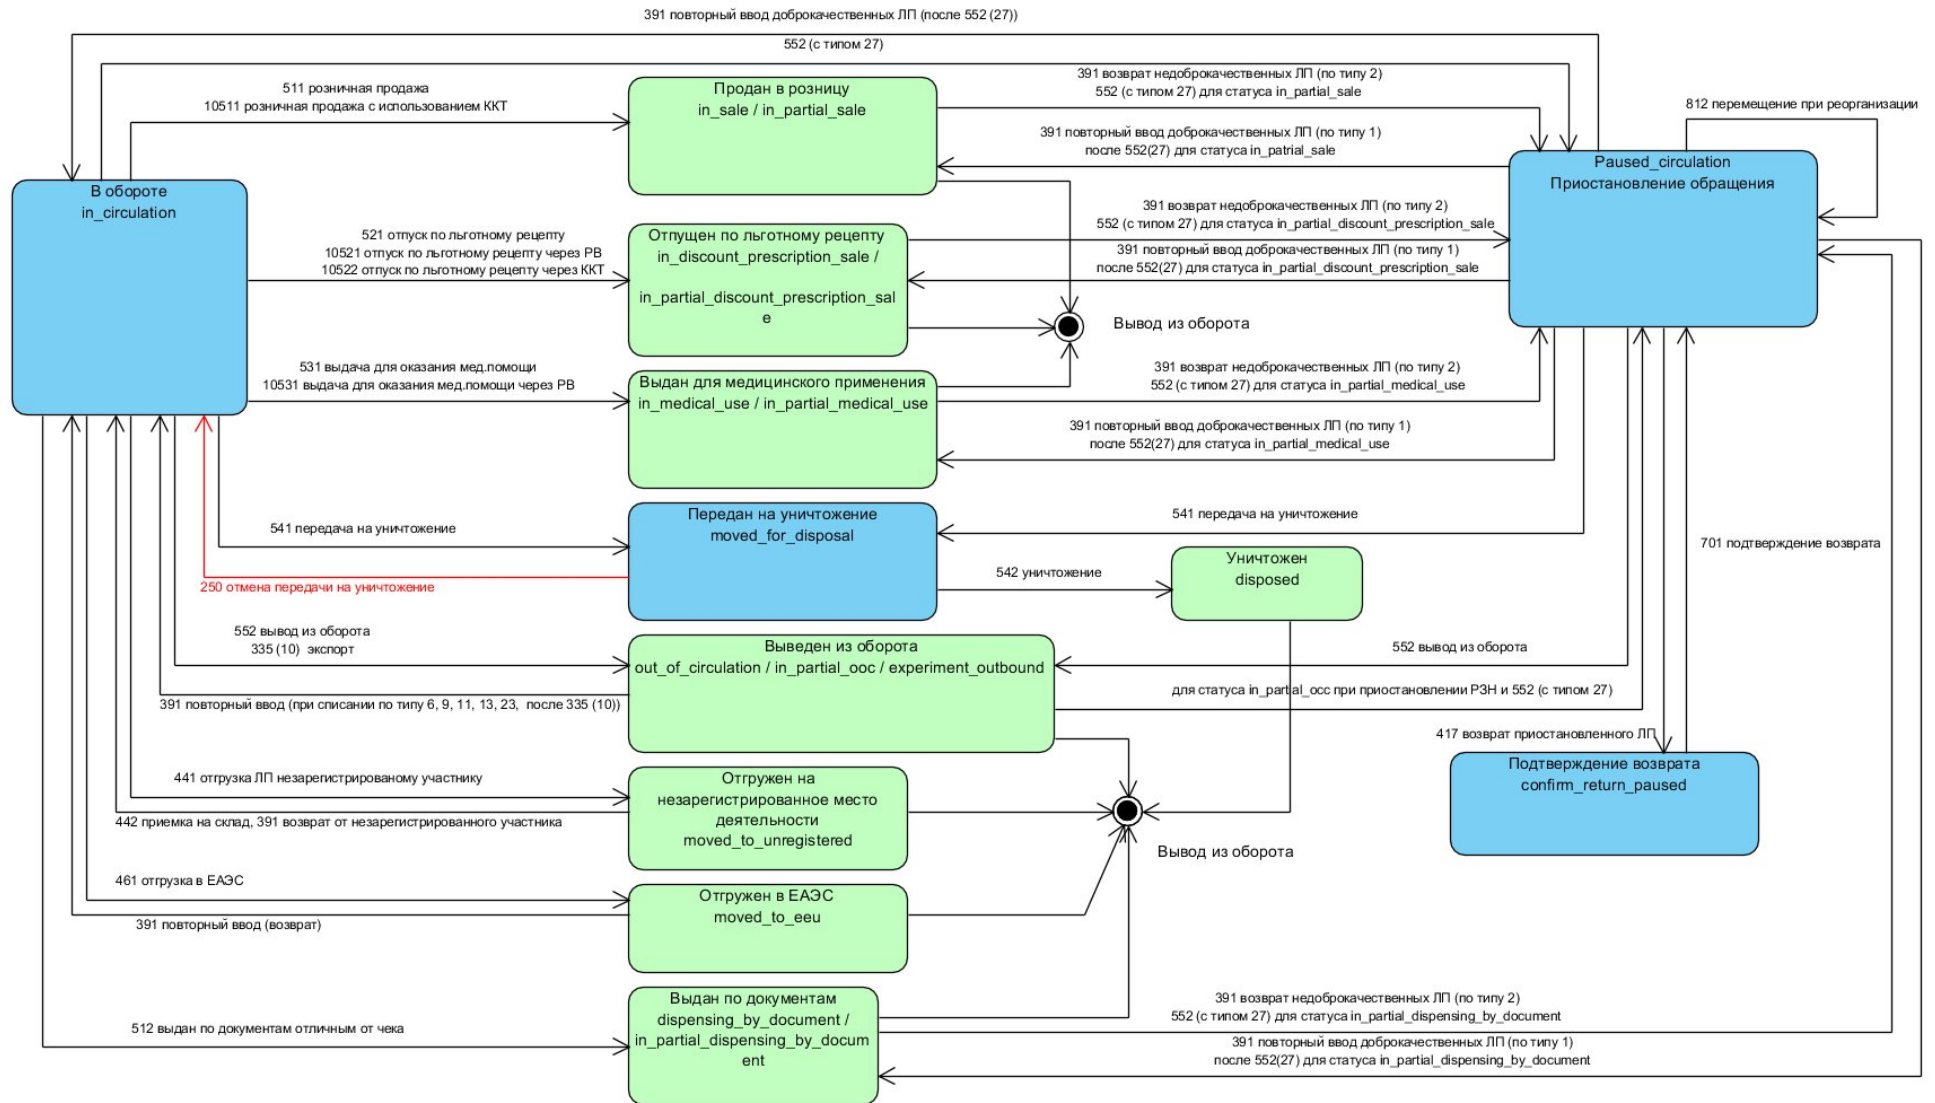 391 повторный ввод доброкачественных ЛП (после 552 (27))
552 (с типом 27)
511 розничная продажа
10511 розничная продажа с использованием ККТ
Продан в розницу
in_sale / in_partial_sale
391 возврат недоброкачественных ЛП (по типу 2)
552 (с типом 27) для статуса in_partial_sale
812 перемещение при реорганизации
391 повторный ввод доброкачественных ЛП (по типу 1)
после 552(27) для статуса in_patrial_sale
Paused_circulation
Приостановление обращения
В обороте
in_circulation
521 отпуск по льготному рецепту
10521 отпуск по льготному рецепту через РВ
10522 отпуск по льготному рецепту через ККТ
Отпущен по льготному рецепту
in_discount_prescription_sale /
in_partial_discount_prescription_sal
e
391 возврат недоброкачественных ЛП (по типу 2)
552 (с типом 27) для статуса in_partial_discount_prescription_sale
391 повторный ввод доброкачественных ЛП (по типу 1)
после 552(27) для статуса in_partial_discount_prescription_sale
Вывод из оборота
531 выдача для оказания мед.помощи
10531 выдача для оказания мед.помощи через РВ
Выдан для медицинского применения
in_medical_use / in_partial_medical_use
391 возврат недоброкачественных ЛП (по типу 2)
552 (с типом 27) для статуса in_partial_medical_use
391 повторный ввод доброкачественных ЛП (по типу 1)
после 552(27) для статуса in_partial_medical_use
541 передача на уничтожение
Передан на уничтожение
moved_for_disposal
541 передача на уничтожение
250 отмена передачи на уничтожение
542 уничтожение
Уничтожен
disposed
701 подтверждение возврата
552 вывод из оборота
335 (10)  экспорт
Выведен из оборота
out_of_circulation / in_partial_ooc / experiment_outbound
552 вывод из оборота
391 повторный ввод (при списании по типу 6, 9, 11, 13, 23,  после 335 (10))
для статуса in_partial_occ при приостановлении РЗН и 552 (с типом 27)
417 возврат приостановленного ЛП
Подтверждение возврата
confirm_return_paused
441 отгрузка ЛП незарегистрированому участнику
Отгружен на
незарегистрированное место
деятельности
moved_to_unregistered
442 приемка на склад, 391 возврат от незарегистрированного участника
Вывод из оборота
461 отгрузка в ЕАЭС
Отгружен в ЕАЭС
moved_to_eeu
391 повторный ввод (возврат)
512 выдан по документам отличным от чека
Выдан по документам
dispensing_by_document /
in_partial_dispensing_by_docum
ent
391 возврат недоброкачественных ЛП (по типу 2)
552 (с типом 27) для статуса in_partial_dispensing_by_document
391 повторный ввод доброкачественных ЛП (по типу 1)
после 552(27) для статуса in_partial_dispensing_by_document